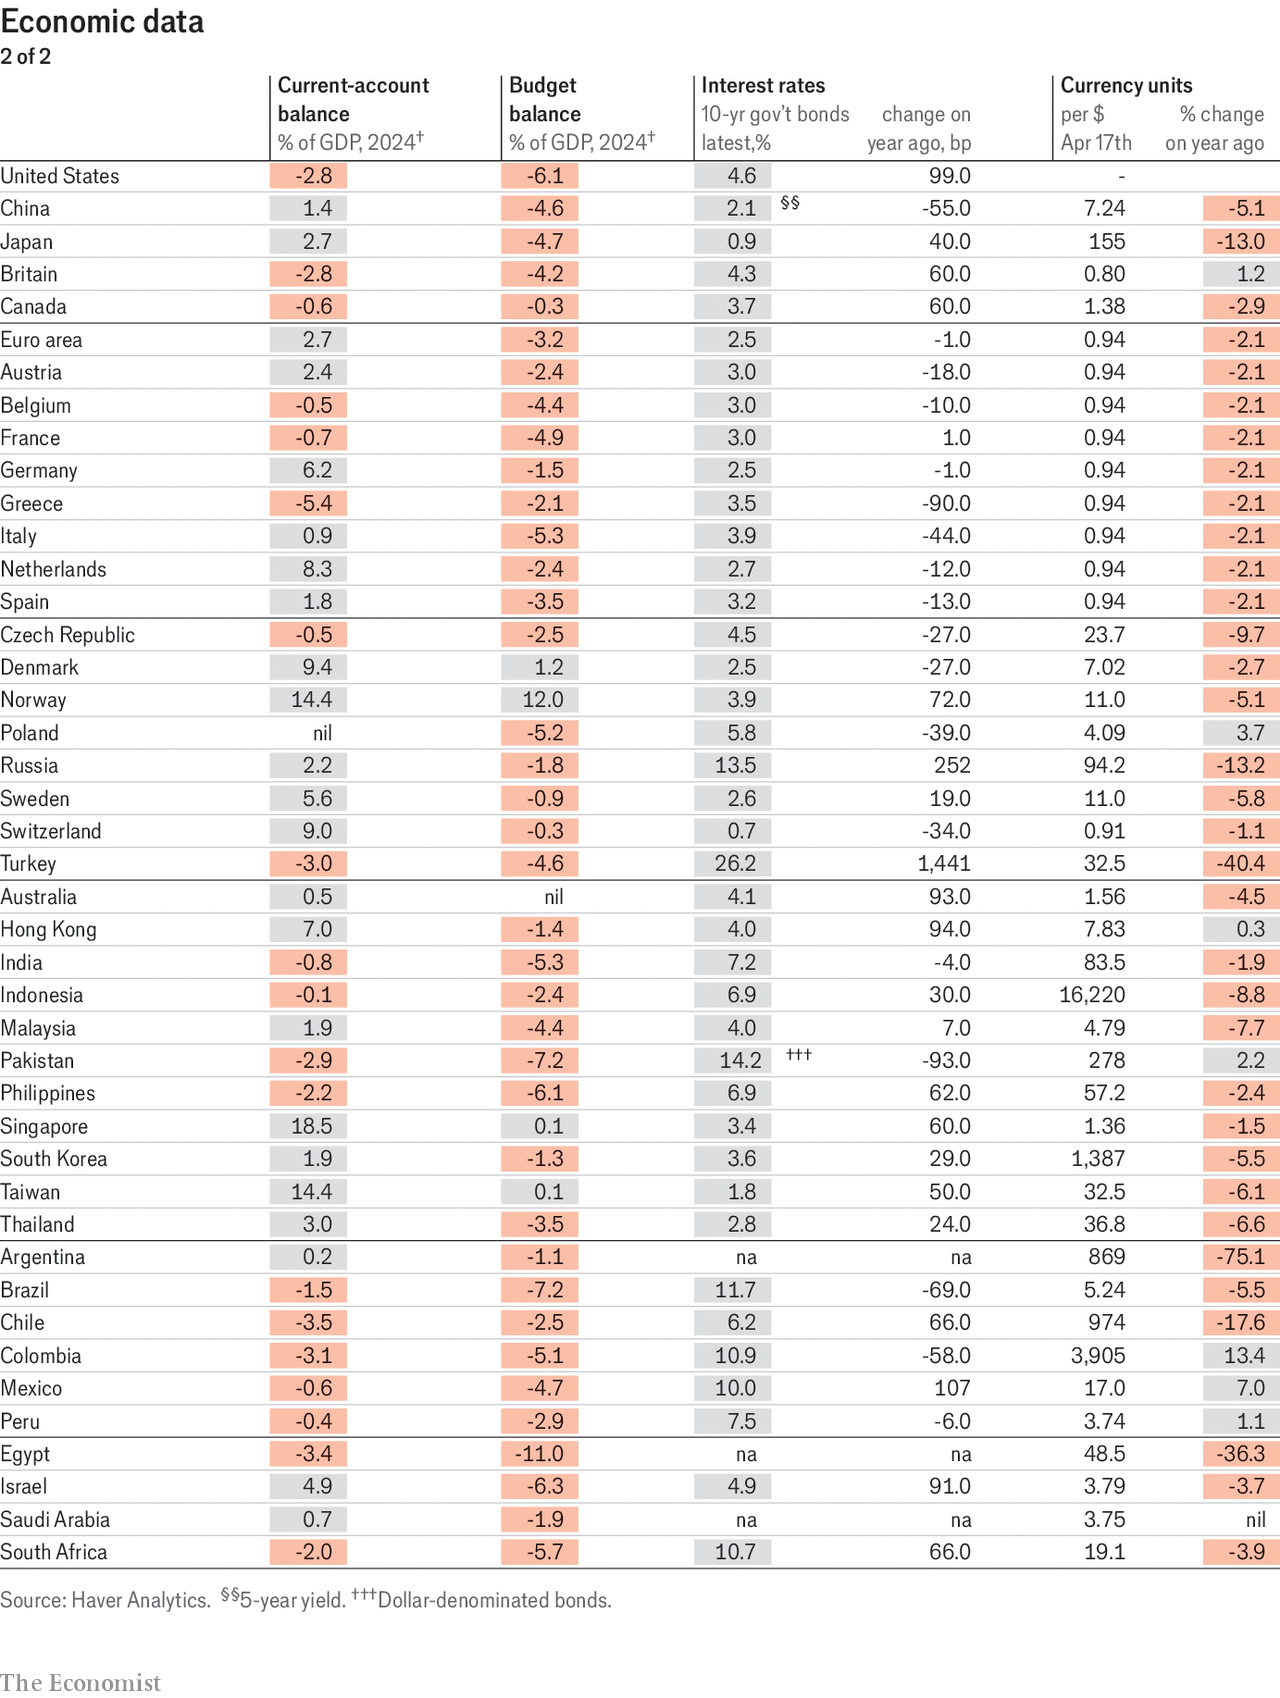 Economic data
2 of 2
Current-account Budget Interest rates Currency units
balance balance 10-yr gov't bonds change on per $ % change
% of GDP, 2024† % of GDP, 2024† latest,% year ago, bp Apr 17th on year ago
United States -2.8 -6.1 4.6 99.0 -
China 1.4 -4.6 2.1 §§ -55.0 7.24 -5.1
Japan 2.7 -4.7 0.9 40.0 155 -13.0
Britain -2.8 -4.2 4.3 60.0 0.80 1.2
Canada -0.6 -0.3 3.7 60.0 1.38 -2.9
Euro area 2.7 -3.2 2.5 -1.0 0.94 -2.1
Austria 2.4 -2.4 3.0 -18.0 0.94 -2.1
Belgium -0.5 -4.4 3.0 -10.0 0.94 -2.1
France -0.7 -4.9 3.0 1.0 0.94 -2.1
Germany 6.2 -1.5 2.5 -1.0 0.94 -2.1
Greece -5.4 -2.1 3.5 -90.0 0.94 -2.1
Italy 0.9 -5.3 3.9 -44.0 0.94 -2.1
Netherlands 8.3 -2.4 2.7 -12.0 0.94 -2.1
Spain 1.8 -3.5 3.2 -13.0 0.94 -2.1
Czech Republic -0.5 -2.5 4.5 -27.0 23.7 -9.7
Denmark 9.4 1.2 2.5 -27.0 7.02 -2.7
Norway 14.4 12.0 3.9 72.0 11.0 -5.1
Poland nil -5.2 5.8 -39.0 4.09 3.7
Russia 2.2 -1.8 13.5 252 94.2 -13.2
Sweden 5.6 -0.9 2.6 19.0 11.0 -5.8
Switzerland 9.0 -0.3 0.7 -34.0 0.91 -1.1
Turkey -3.0 -4.6 26.2 1,441 32.5 -40.4
Australia 0.5 nil 4.1 93.0 1.56 -4.5
Hong Kong 7.0 -1.4 4.0 94.0 7.83 0.3
India -0.8 -5.3 7.2 -4.0 83.5 -1.9
Indonesia -0.1 -2.4 6.9 30.0 16,220 -8.8
Malaysia 1.9 -4.4 4.0 7.0 4.79 -7.7
Pakistan -2.9 -7.2 14.2 ††† -93.0 278 2.2
Philippines -2.2 -6.1 6.9 62.0 57.2 -2.4
Singapore 18.5 0.1 3.4 60.0 1.36 -1.5
South Korea 1.9 -1.3 3.6 29.0 1,387 -5.5
Taiwan 14.4 0.1 1.8 50.0 32.5 -6.1
Thailand 3.0 -3.5 2.8 24.0 36.8 -6.6
Argentina 0.2 -1.1 na na 869 -75.1
Brazil -1.5 -7.2 11.7 -69.0 5.24 -5.5
Chile -3.5 -2.5 6.2 66.0 974 -17.6
Colombia -3.1 -5.1 10.9 -58.0 3,905 13.4
Mexico -0.6 -4.7 10.0 107 17.0 7.0
Peru -0.4 -2.9 7.5 -6.0 3.74 1.1
Egypt -3.4 -11.0 na na 48.5 -36.3
Israel 4.9 -6.3 4.9 91.0 3.79 -3.7
Saudi Arabia 0.7 -1.9 na na 3.75 nil
South Africa -2.0 -5.7 10.7 66.0 19.1 -3.9
Source: Haver Analytics. §§5-year yield. †††Dollar-denominated bonds.
The Economist